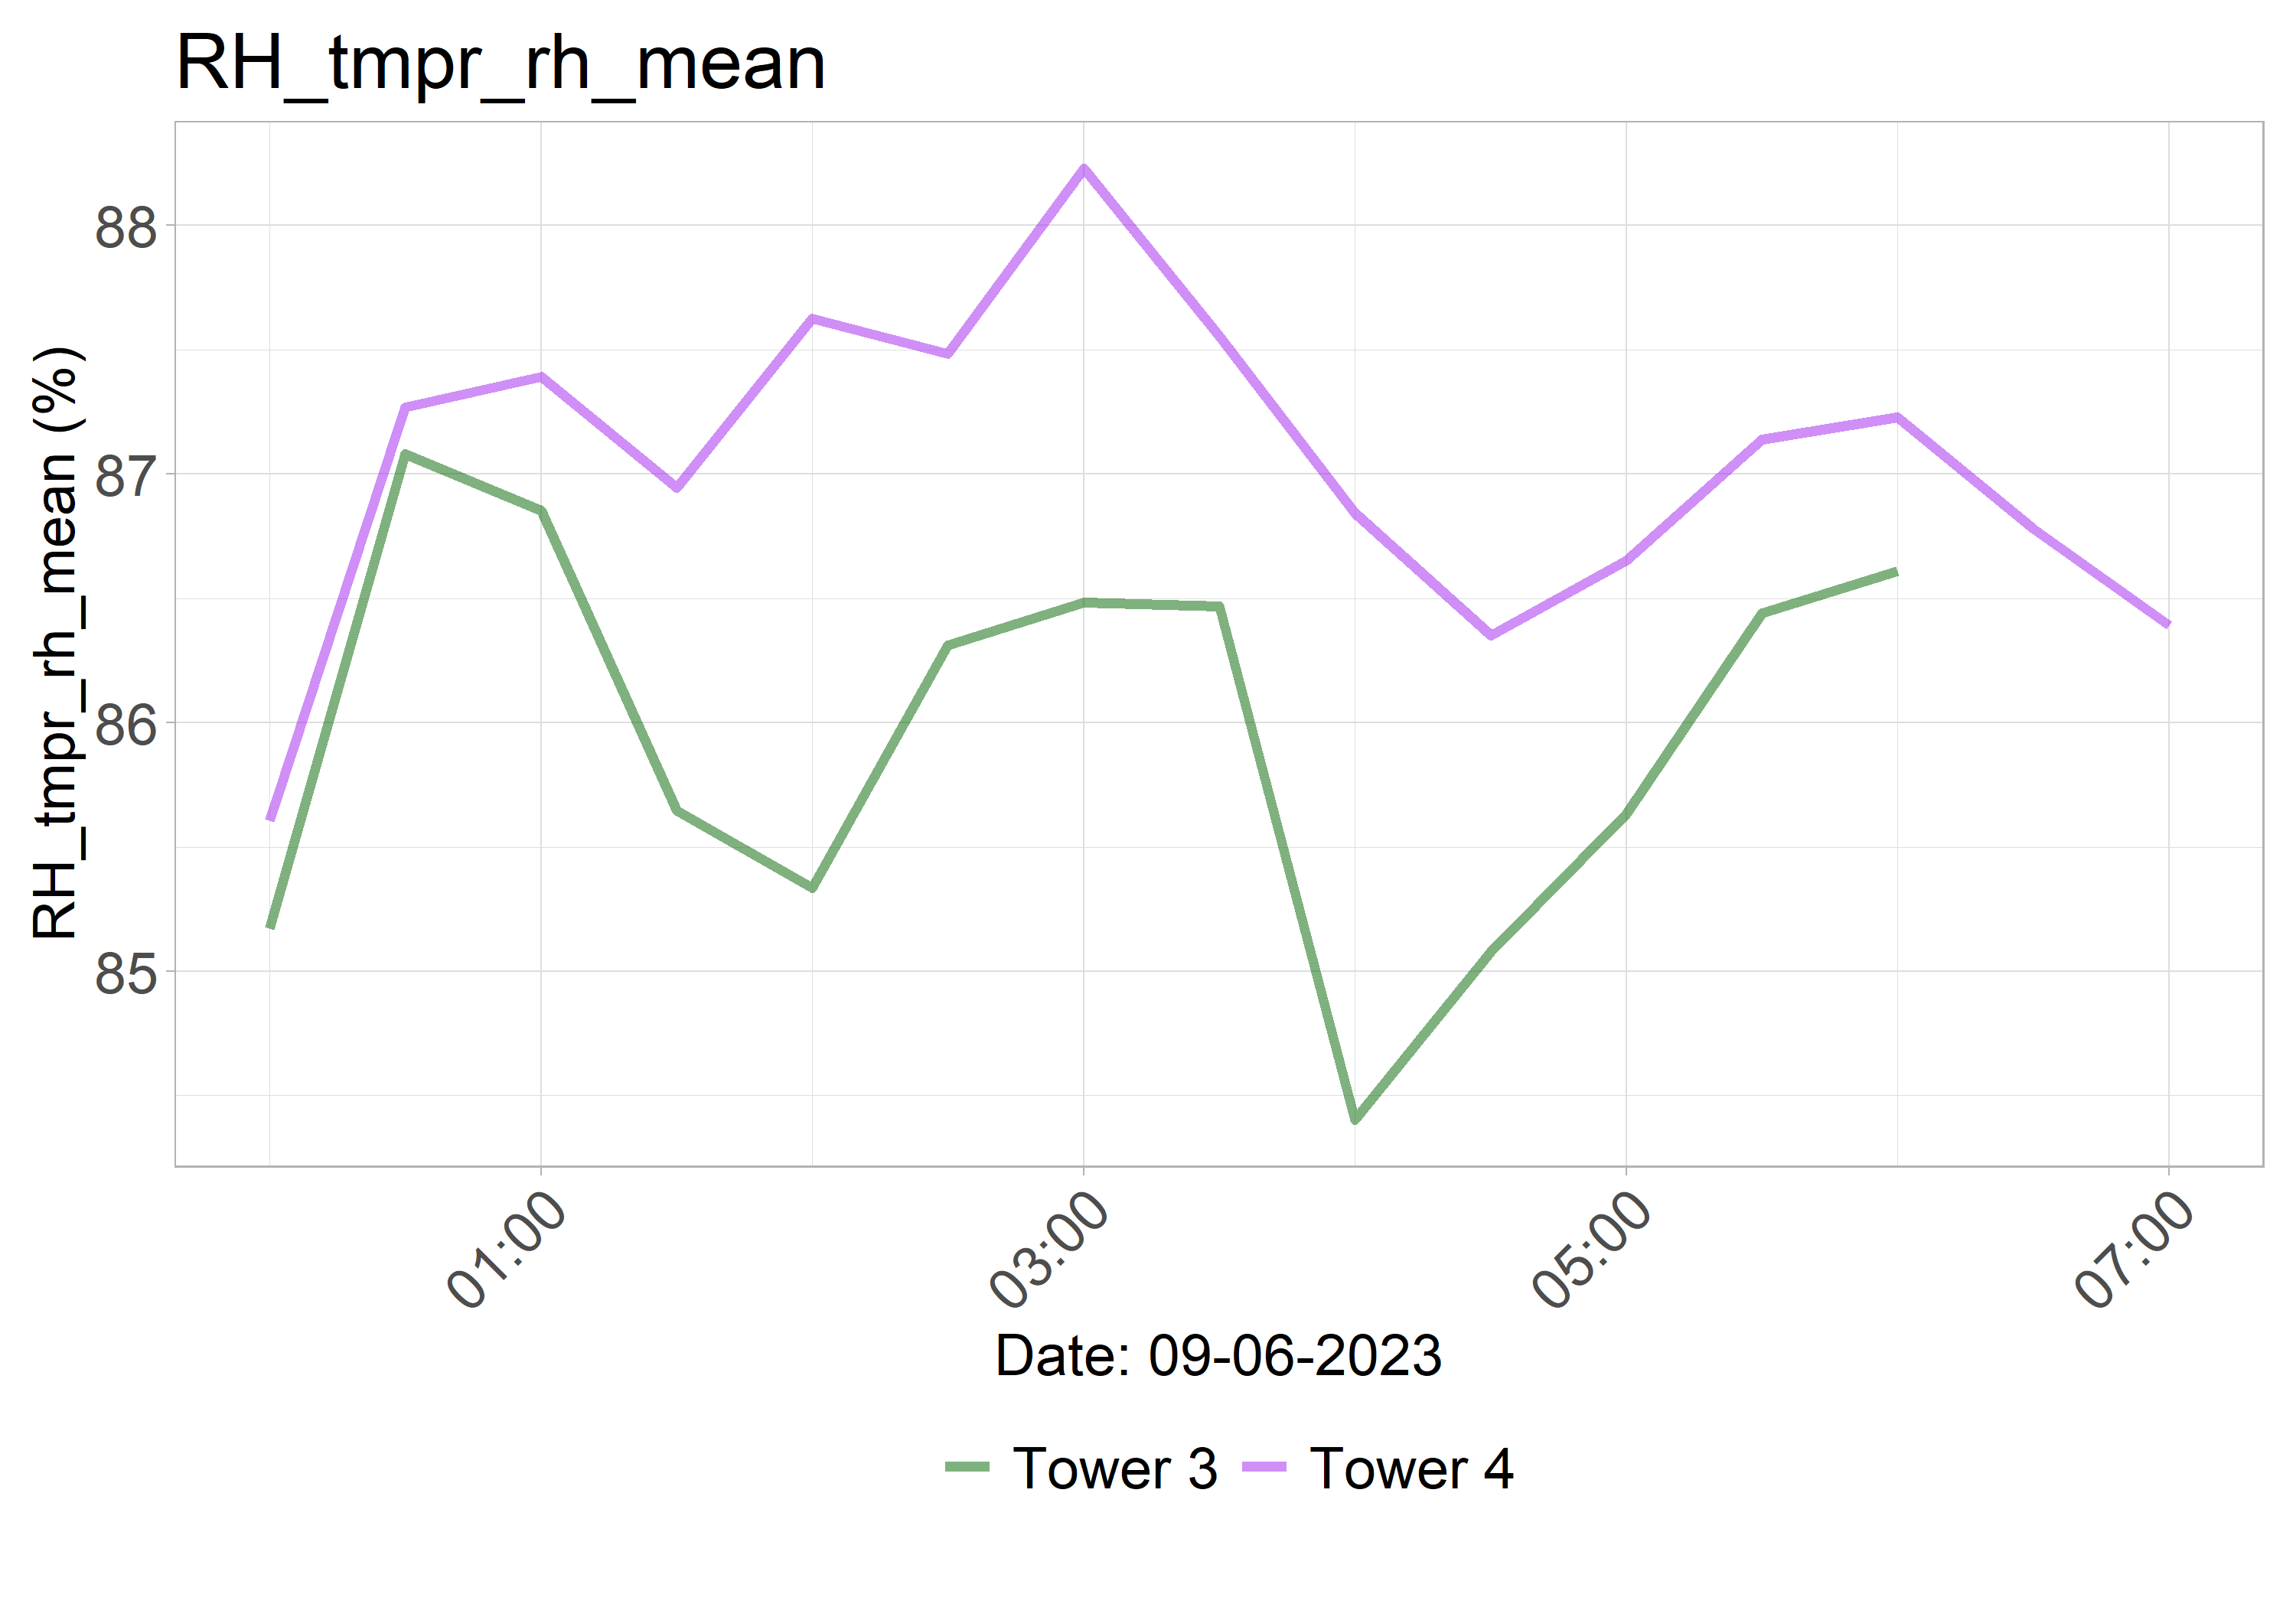 RH_tmpr_rh_mean
RH_tmpr_rh_mean (%)
88
87
86
85
01:00
03:00
05:00
07:00
Date: 09-06-2023
Tower 3
Tower 4